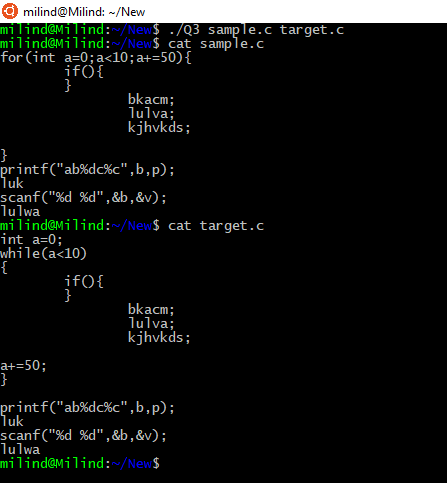 milind@Milind: ~/New
milind@Milind:~/New$ ./Q3 sample.c target.c
milind@Milind:~/New$ cat sample.c
for(int a=0;a<10;a+=50){
        if(){
        }
                bkacm;
                lulva;
                kjhvkds;

}
printf("ab%dc%c",b,p);
luk
scanf("%d %d",&b,&v);
lulwa
milind@Milind:~/New$ cat target.c
int a=0;
while(a<10)
{
        if(){
        }
                bkacm;
                lulva;
                kjhvkds;

a+=50;
}

printf("ab%dc%c",b,p);
luk
scanf("%d %d",&b,&v);
lulwa
milind@Milind:~/New$